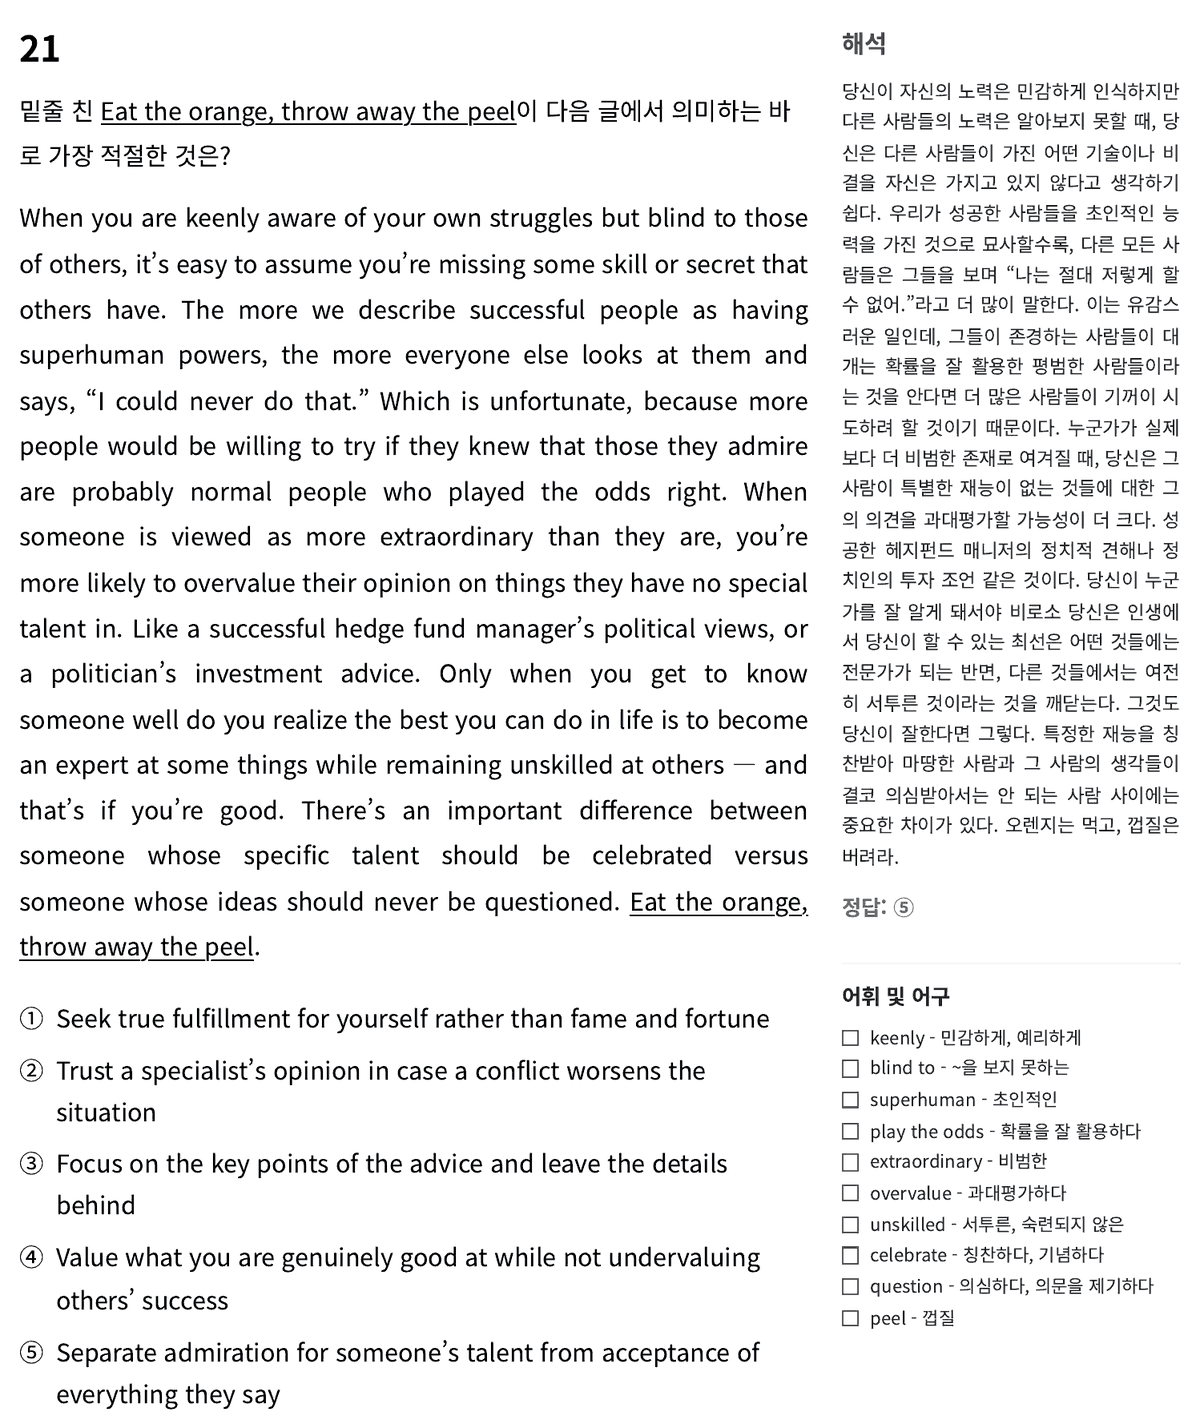 21
밑줄 친 Eat the orange, throw away the peel이 다음 글에서 의미하는 바
로 가장 적절한 것은?
When you are keenly aware of your own struggles but blind to those
of others, it’s easy to assume you’re missing some skill or secret that
others have. The more we describe successful people as having
superhuman powers, the more everyone else looks at them and
says, “I could never do that.” Which is unfortunate, because more
people would be willing to try if they knew that those they admire
are probably normal people who played the odds right. When
someone is viewed as more extraordinary than they are, you’re
more likely to overvalue their opinion on things they have no special
talent in. Like a successful hedge fund manager’s political views, or
a politician’s investment advice. Only when you get to know
someone well do you realize the best you can do in life is to become
an expert at some things while remaining unskilled at others — and
that’s if you’re good. There’s an important difference between
someone whose specific talent should be celebrated versus
someone whose ideas should never be questioned. Eat the orange,
throw away the peel.
① Seek true fulfillment for yourself rather than fame and fortune
② Trust a specialist’s opinion in case a conflict worsens the
situation
③ Focus on the key points of the advice and leave the details
behind
④ Value what you are genuinely good at while not undervaluing
others’ success
⑤ Separate admiration for someone’s talent from acceptance of
everything they say
해석
당신이 자신의 노력은 민감하게 인식하지만
다른 사람들의 노력은 알아보지 못할 때, 당
신은 다른 사람들이 가진 어떤 기술이나 비
결을 자신은 가지고 있지 않다고 생각하기
쉽다. 우리가 성공한 사람들을 초인적인 능
력을 가진 것으로 묘사할수록, 다른 모든 사
람들은 그들을 보며 “나는 절대 저렇게 할
수 없어.”라고 더 많이 말한다. 이는 유감스
러운 일인데, 그들이 존경하는 사람들이 대
개는 확률을 잘 활용한 평범한 사람들이라
는 것을 안다면 더 많은 사람들이 기꺼이 시
도하려 할 것이기 때문이다. 누군가가 실제
보다 더 비범한 존재로 여겨질 때, 당신은 그
사람이 특별한 재능이 없는 것들에 대한 그
의 의견을 과대평가할 가능성이 더 크다. 성
공한 헤지펀드 매니저의 정치적 견해나 정
치인의 투자 조언 같은 것이다. 당신이 누군
가를 잘 알게 돼서야 비로소 당신은 인생에
서 당신이 할 수 있는 최선은 어떤 것들에는
전문가가 되는 반면, 다른 것들에서는 여전
히 서투른 것이라는 것을 깨닫는다. 그것도
당신이 잘한다면 그렇다. 특정한 재능을 칭
찬받아 마땅한 사람과 그 사람의 생각들이
결코 의심받아서는 안 되는 사람 사이에는
중요한 차이가 있다. 오렌지는 먹고, 껍질은
버려라.
정답: ⑤
어휘 및 어구
keenly - 민감하게, 예리하게
blind to - ~을 보지 못하는
superhuman - 초인적인
play the odds - 확률을 잘 활용하다
extraordinary - 비범한
overvalue - 과대평가하다
unskilled - 서투른, 숙련되지 않은
celebrate - 칭찬하다, 기념하다
question - 의심하다, 의문을 제기하다
peel - 껍질